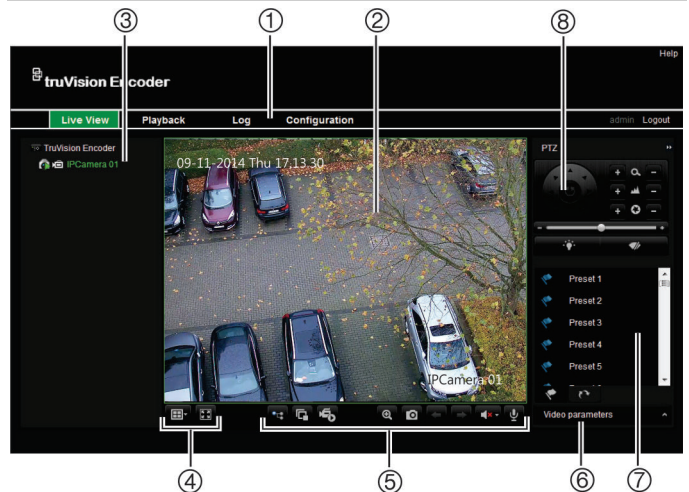 ③ ① ② ⑧
Help
truVision Encoder
Live View Playback Log Configuration
admin Logout
TruVision Encoder
IPCamera 01
09-11-2014 Thu 17.13.30
IPCamera 01
PTZ
Preset 1
Preset 2
Preset 3
Preset 4
Preset 5
Video parameters
④ ⑤ ⑥ ⑦